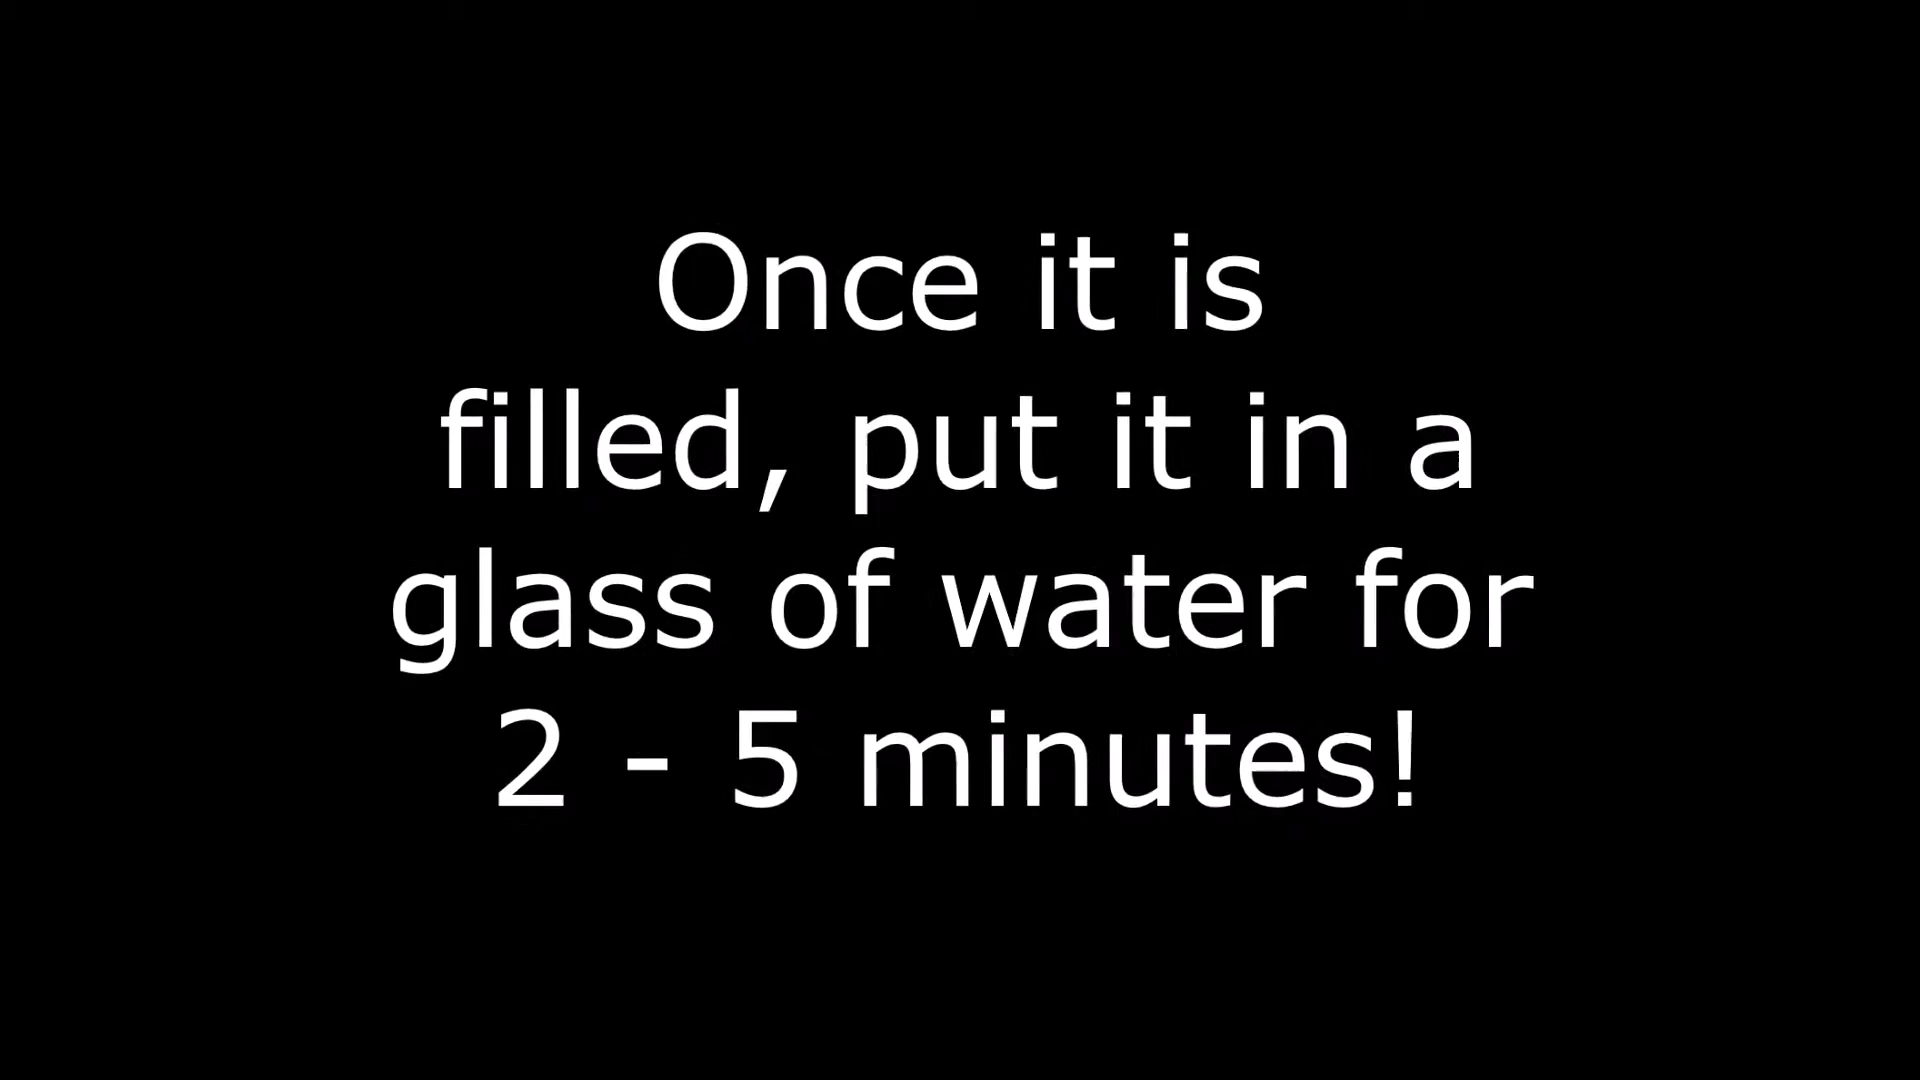 Once it is
filled, put it in a
glass of water for
2 - 5 minutes!